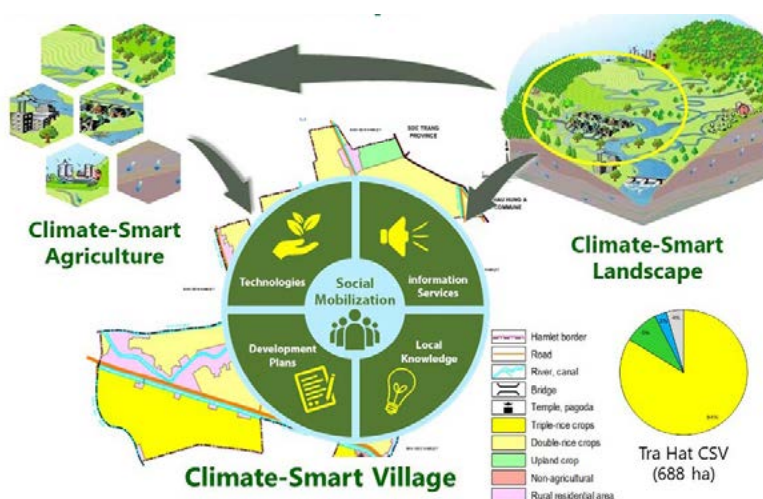 SOC TRANG
PROVINCE
COMMUNE
Climate-Smart
Agriculture
Climate-Smart
Landscape
Technologies
information
Services
Social
Mobilization
Development
Plans
Local
Knowledge
Climate-Smart Village
Hamlet border
Road
River, canal
Bridge
Temple, pagoda
Triple-rice crops
Double-rice crops
Upland crop
Non-agricultural
Rural residential area
4%
Tra Hat CSV
(688 ha)